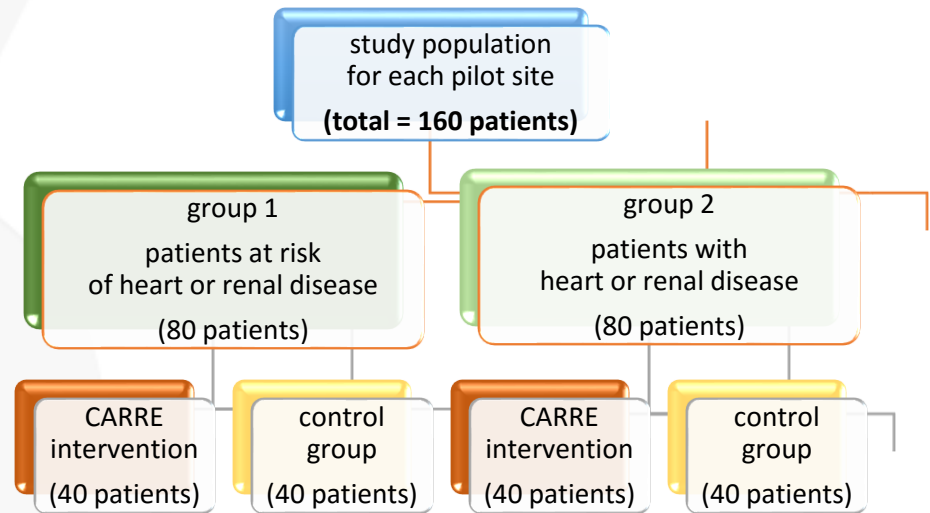 study population
for each pilot site
(total = 160 patients)
group 1
patients at risk
of heart or renal disease
(80 patients)
group 2
patients with
heart or renal disease
(80 patients)
CARRE
intervention
(40 patients)
control
group
(40 patients)
CARRE
intervention
(40 patients)
control
group
(40 patients)